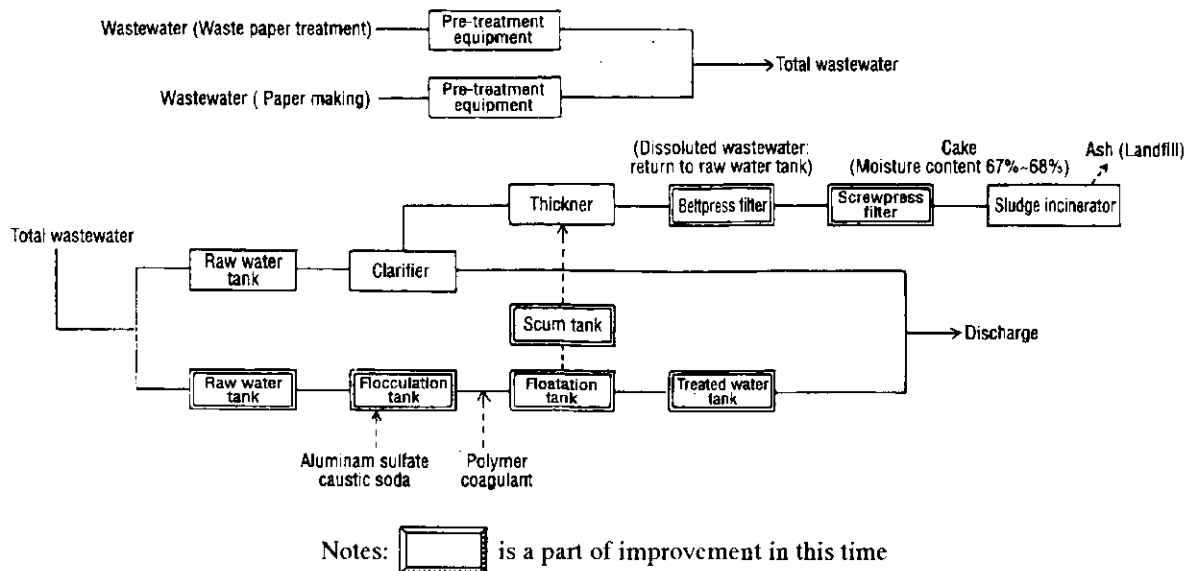 Wastewater (Waste paper treatment)
Pre-treatment
equipment
Total wastewater
Wastewater ( Paper making)
Pre-treatment
equipment
(Dissoluted wastewater:
return to raw water tank)
Cake
(Moisture content 67%~68%)
Ash (Landfill)
Thickner
Beltpress filter
Screwpress
filter
Sludge incinerator
Total wastewater
Raw water
tank
Clarifier
Scum tank
Discharge
Raw water
tank
Flocculation
tank
Floatation
tank
Treated water
tank
Aluminam sulfate
caustic soda
Polymer
coagulant
Notes: is a part of improvement in this time